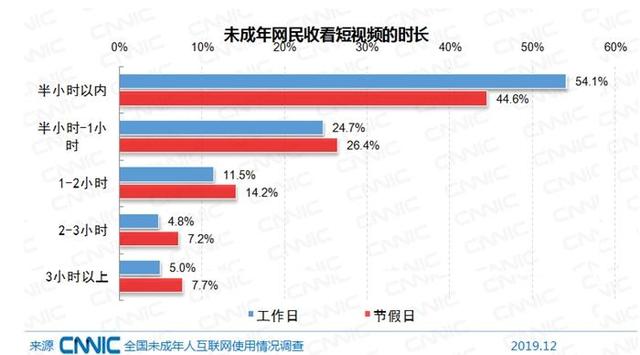 未成年网民收看短视频的时长
0% 10% 20% 30% 40% 50% 60%
半小时以内
54.1%
44.6%
半小时-1小
时
24.7%
26.4%
1-2小时
11.5%
14.2%
2-3小时
4.8%
7.2%
3小时以上
5.0%
7.7%
工作日 节假日
来源 CNNIC 全国未成年人互联网使用情况调查 2019.12